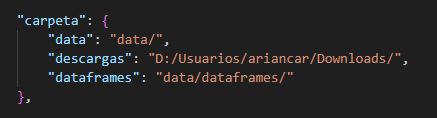 "carpeta": {
    "data": "data/",
    "descargas": "D:/Usuarios/ariancar/Downloads/",
    "dataframes": "data/dataframes/"
},